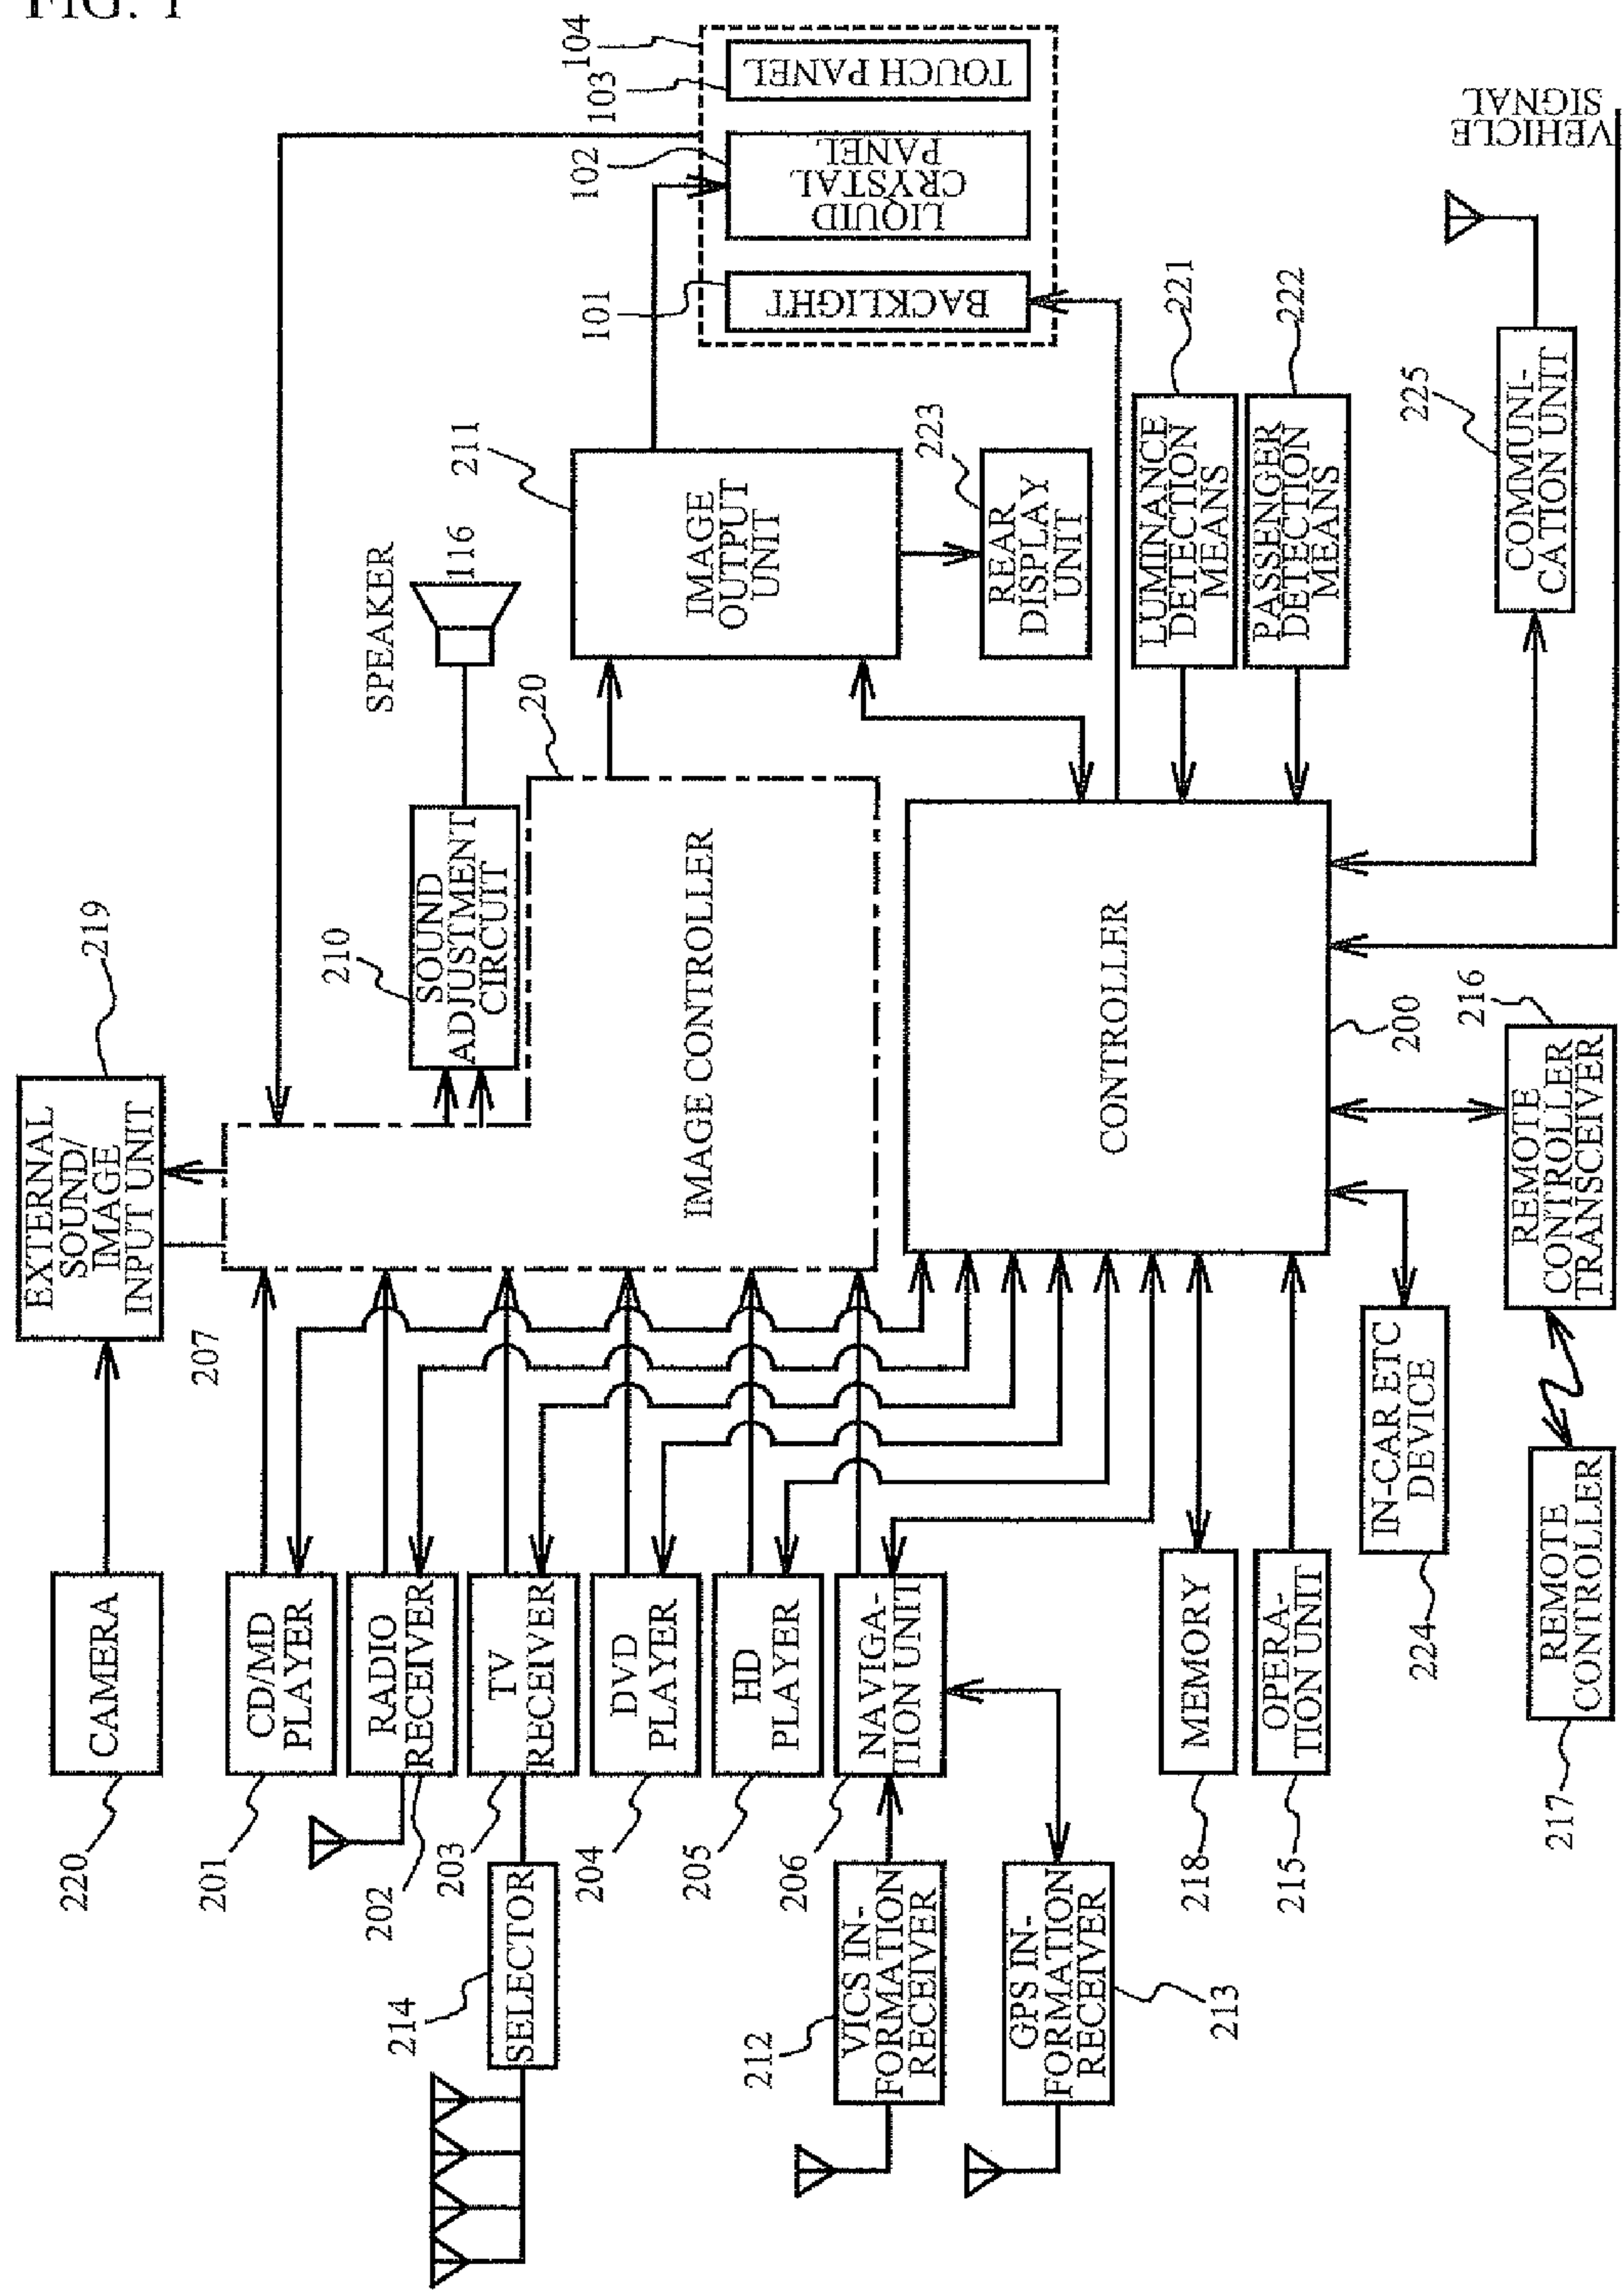 FIG. 1
104
103
TOUCH PANEL
102
LIQUID
CRYSTAL
PANEL
101
BACKLIGHT
VEHICLE
SIGNAL
211
IMAGE
OUTPUT
UNIT
223
REAR
DISPLAY
UNIT
221
LUMINANCE
DETECTION
MEANS
222
PASSENGER
DETECTION
MEANS
225
COMMUNI-
CATION UNIT
SPEAKER
116
20
210
SOUND
ADJUSTMENT
CIRCUIT
IMAGE CONTROLLER
219
EXTERNAL
SOUND/
IMAGE
INPUT UNIT
207
CONTROLLER
200
216
REMOTE
CONTROLLER
TRANSCEIVER
IN-CAR ETC
DEVICE
224
REMOTE
CONTROLLER
217
CAMERA
220
CD/MD
PLAYER
201
RADIO
RECEIVER
202
TV
RECEIVER
203
DVD
PLAYER
204
HD
PLAYER
205
NAVIGA-
TION UNIT
206
MEMORY
218
OPERA-
TION UNIT
215
214
SELECTOR
212
VICS IN-
FORMATION
RECEIVER
GPS IN-
FORMATION
RECEIVER
213